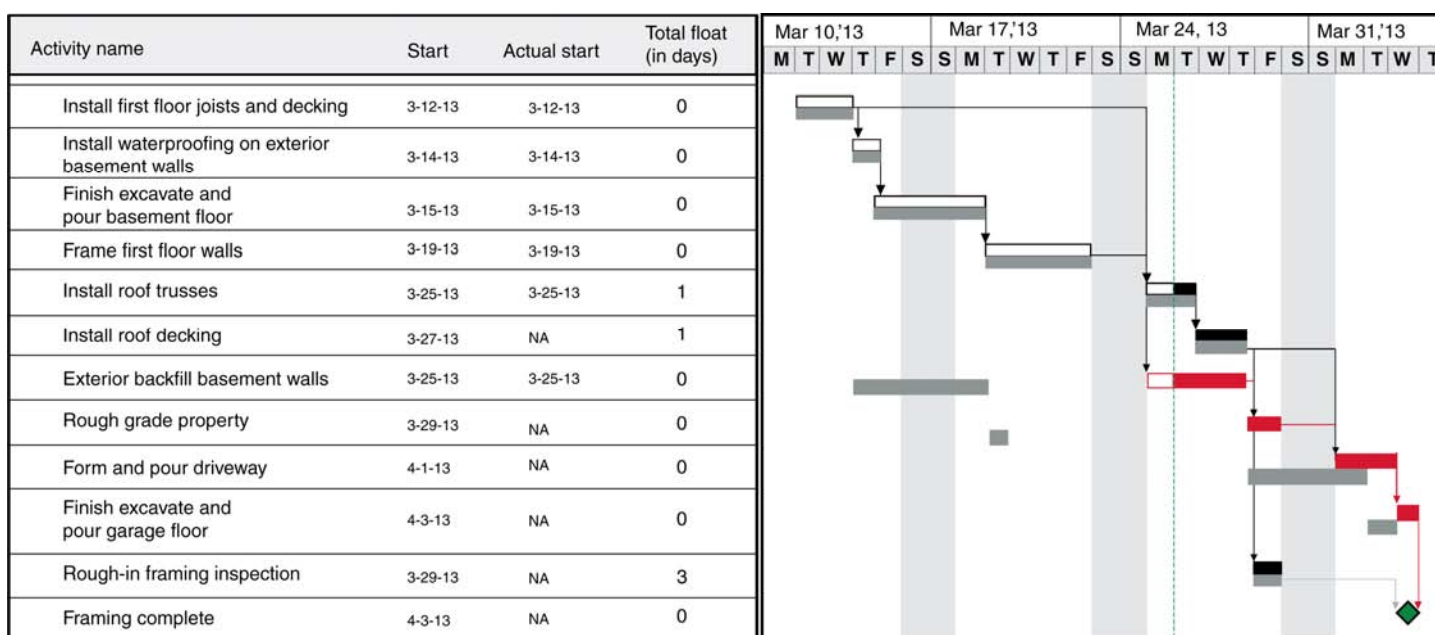 Activity name Start Actual start Total float
(in days)
Mar 10,'13 Mar 17,'13 Mar 24, 13 Mar 31,'13
M T W T F S S M T W T F S S M T W T F S S M T W T
Install first floor joists and decking 3-12-13 3-12-13 0
Install waterproofing on exterior
basement walls 3-14-13 3-14-13 0
Finish excavate and
pour basement floor 3-15-13 3-15-13 0
Frame first floor walls 3-19-13 3-19-13 0
Install roof trusses 3-25-13 3-25-13 1
Install roof decking 3-27-13 NA 1
Exterior backfill basement walls 3-25-13 3-25-13 0
Rough grade property 3-29-13 NA 0
Form and pour driveway 4-1-13 NA 0
Finish excavate and
pour garage floor 4-3-13 NA 0
Rough-in framing inspection 3-29-13 NA 3
Framing complete 4-3-13 NA 0